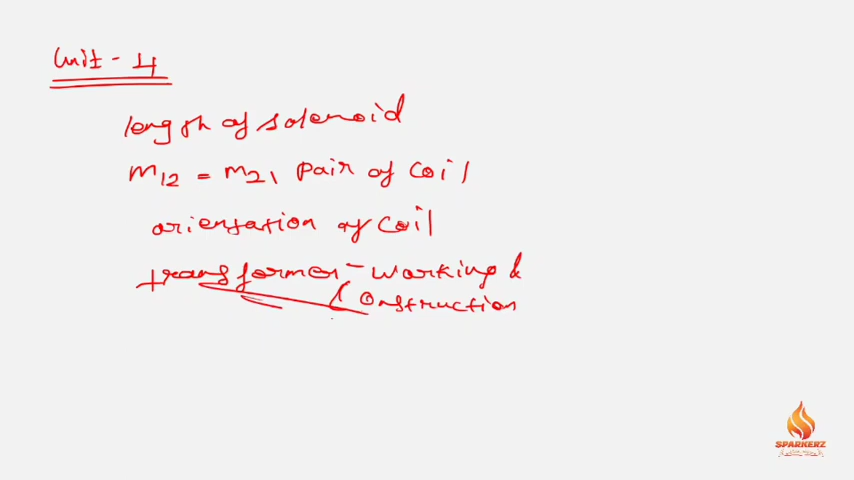 Unit - 4
length of solenoid
M12 = M21 Pair of coil
orientation of coil
transformer - working &
Construction
SPARKERZ